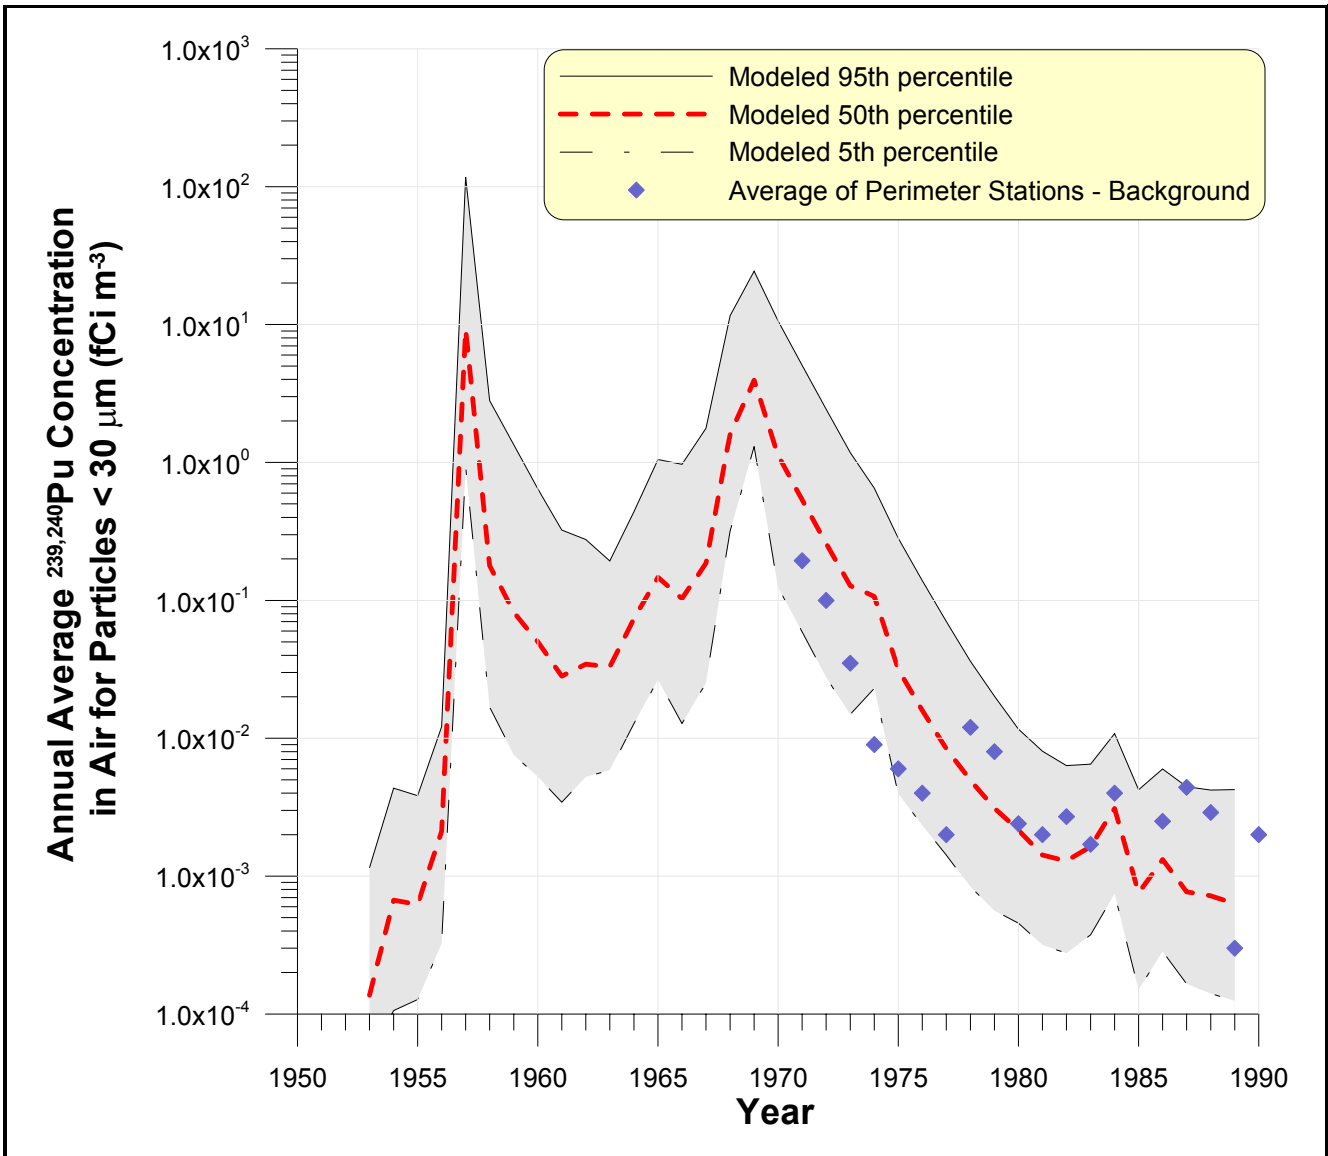 Annual Average ²³⁹,²⁴⁰Pu Concentration
in Air for Particles < 30 μm (fCi m⁻³)
1.0x10³
1.0x10²
1.0x10¹
1.0x10⁰
1.0x10⁻¹
1.0x10⁻²
1.0x10⁻³
1.0x10⁻⁴
Modeled 95th percentile
Modeled 50th percentile
Modeled 5th percentile
Average of Perimeter Stations - Background
1950 1955 1960 1965 1970 1975 1980 1985 1990
Year